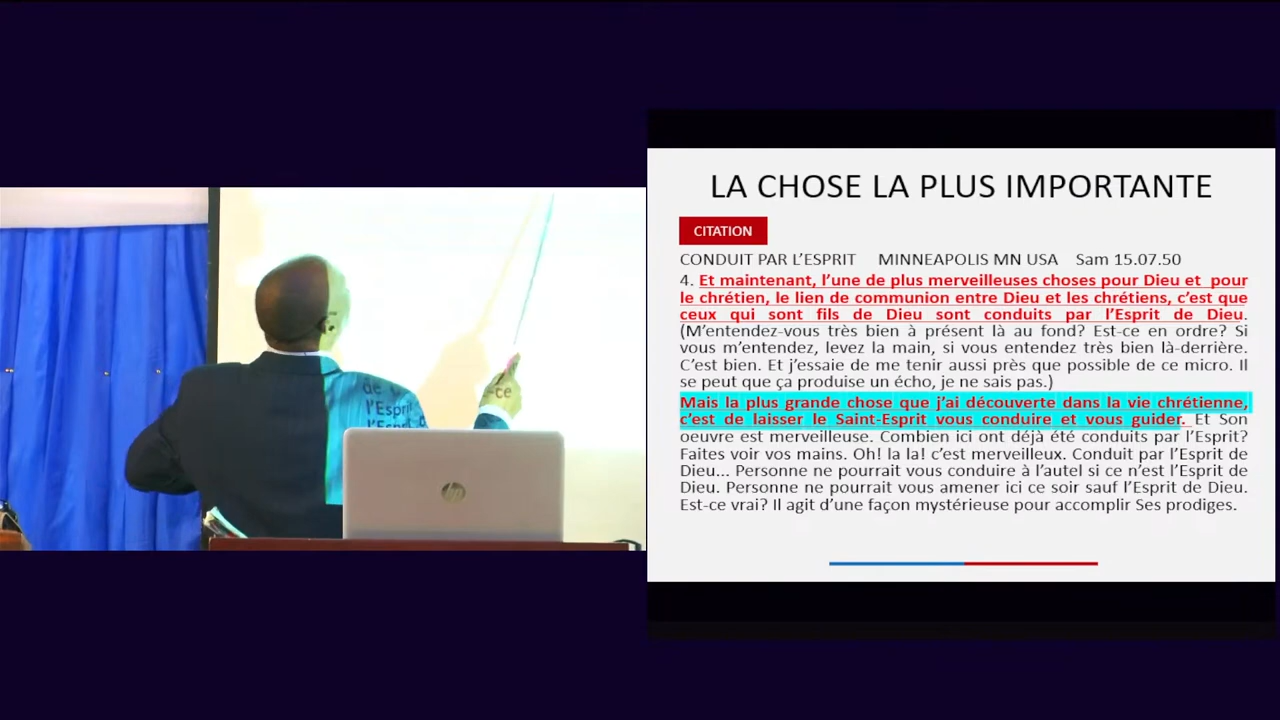 LA CHOSE LA PLUS IMPORTANTE
CITATION
CONDUIT PAR L’ESPRIT MINNEAPOLIS MN USA Sam 15.07.50
4. Et maintenant, l’une de plus merveilleuses choses pour Dieu et pour
le chrétien, le lien de communion entre Dieu et les chrétiens, c’est que
ceux qui sont fils de Dieu sont conduits par l’Esprit de Dieu.
(M’entendez-vous très bien à présent là au fond? Est-ce en ordre? Si
vous m’entendez, levez la main, si vous entendez très bien là-derrière.
C’est bien. Et j’essaie de me tenir aussi près que possible de ce micro. Il
se peut que ça produise un écho, je ne sais pas.)
Mais la plus grande chose que j’ai découverte dans la vie chrétienne,
c’est de laisser le Saint-Esprit vous conduire et vous guider. Et Son
oeuvre est merveilleuse. Combien ici ont déjà été conduits par l’Esprit?
Faites voir vos mains. Oh! la la! c’est merveilleux. Conduit par l’Esprit de
Dieu... Personne ne pourrait vous conduire à l’autel si ce n’est l’Esprit de
Dieu. Personne ne pourrait vous amener ici ce soir sauf l’Esprit de Dieu.
Est-ce vrai? Il agit d’une façon mystérieuse pour accomplir Ses prodiges.
de
-ce
l’Esprit
hp